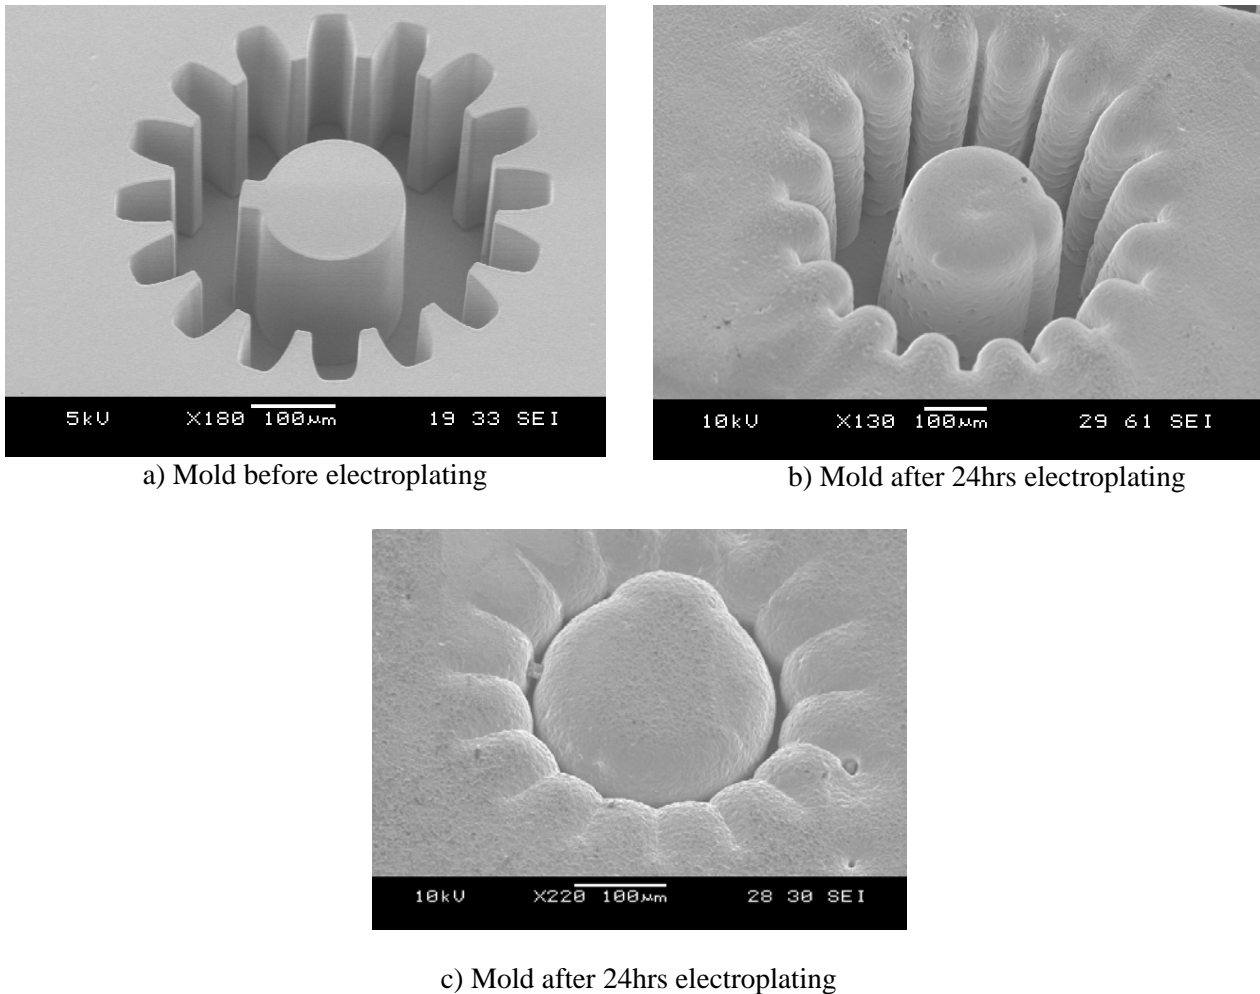 5kV X180 100μm 19 33 SEI
10kV X130 100μm 29 61 SEI
a) Mold before electroplating
b) Mold after 24hrs electroplating
10kV X220 100μm 28 30 SEI
c) Mold after 24hrs electroplating